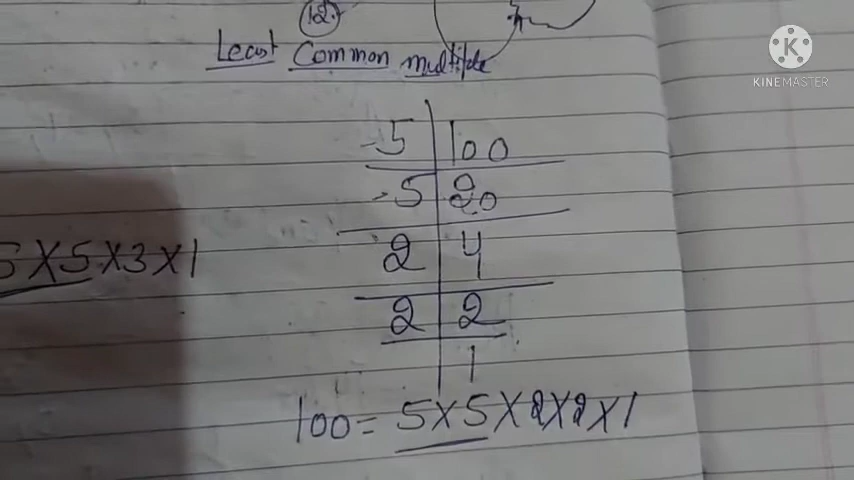 12
Least Common multiple
K
KINEMASTER
5 | 100
5 | 20
2 | 4
2 | 2
1
5X5X3X1
100 = 5X5X2X2X1